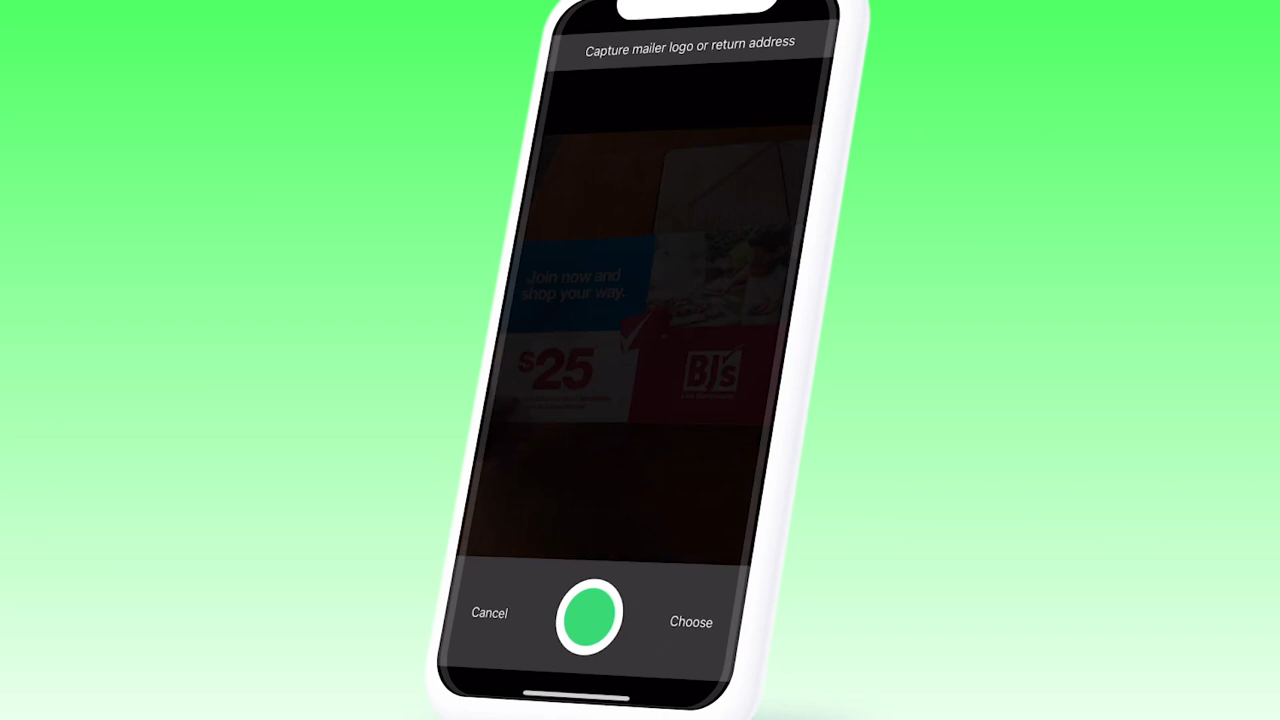 Capture mailer logo or return address
Join now and
shop your way.
$25
BJ's
Cancel
Choose